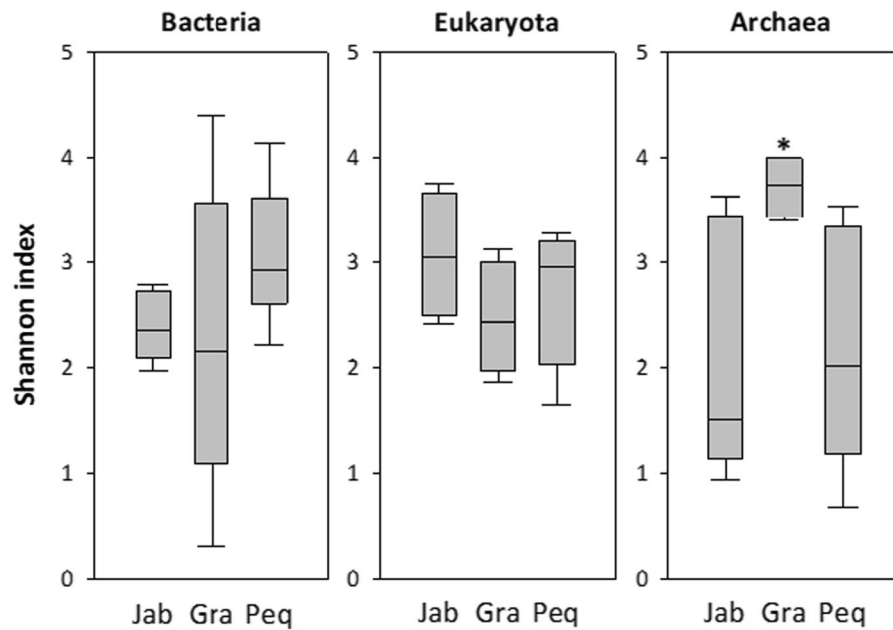 Bacteria Eukaryota Archaea
Shannon index
5 5 5
4 4 4
*
3 3 3
2 2 2
1 1 1
0 0 0
Jab Gra Peq Jab Gra Peq Jab Gra Peq